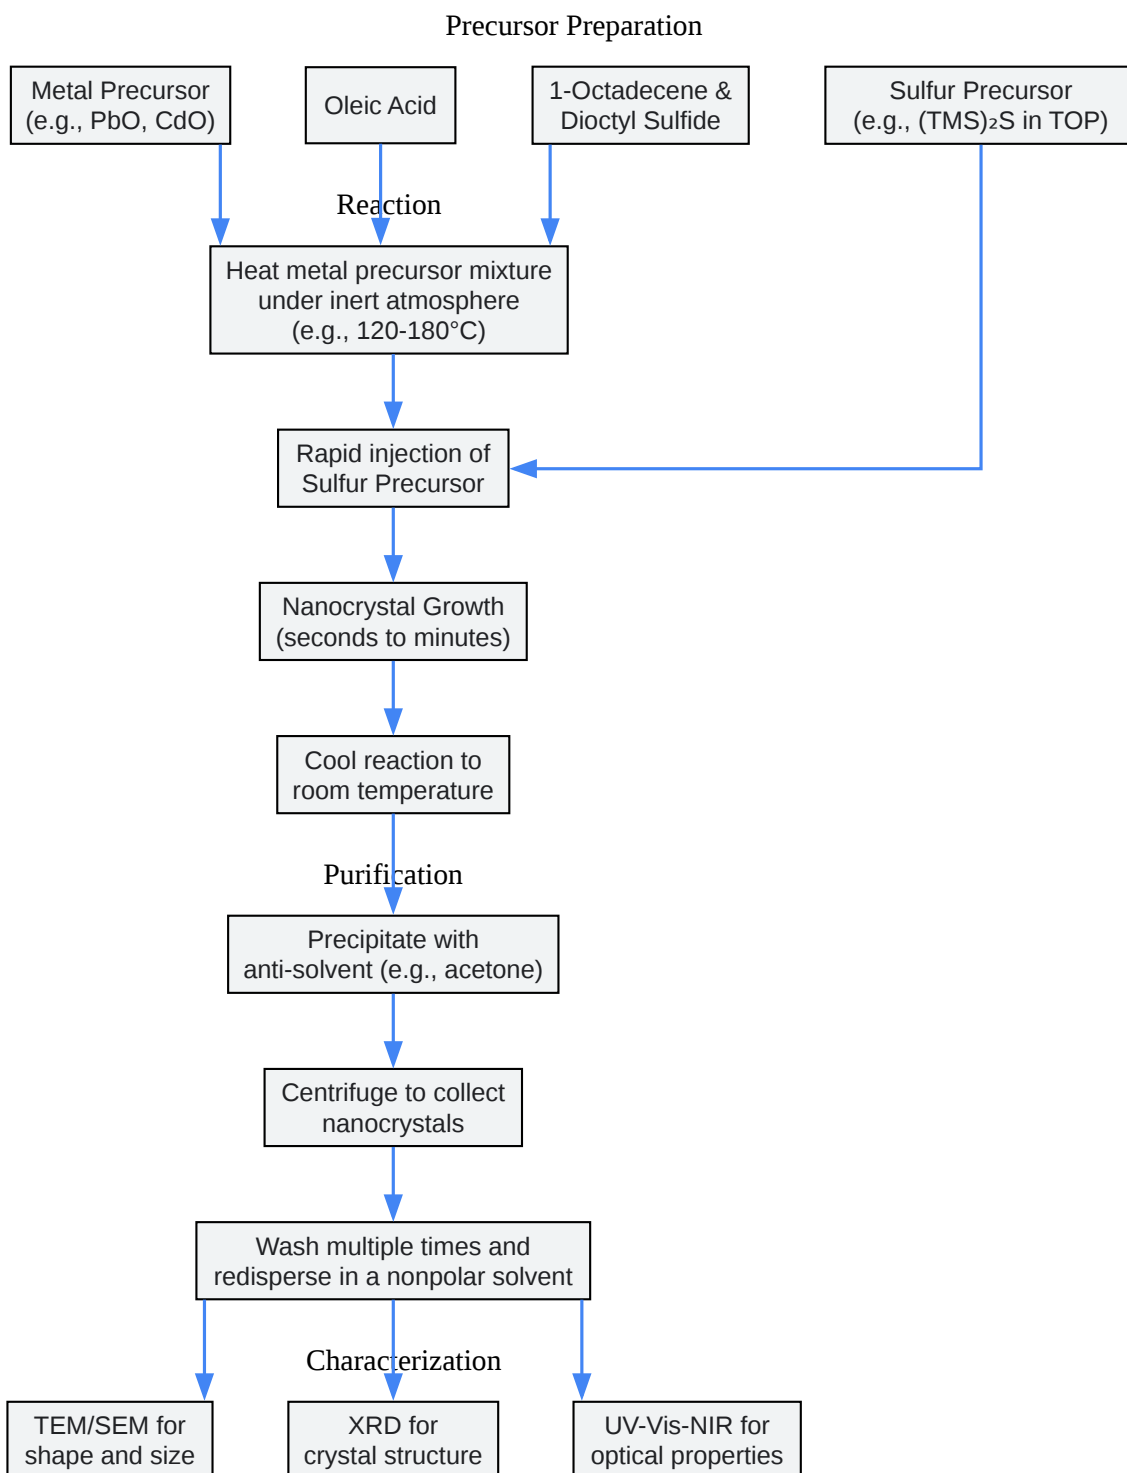 Precursor Preparation
Metal Precursor
(e.g., PbO, CdO)
Oleic Acid
1-Octadecene &
Dioctyl Sulfide
Sulfur Precursor
(e.g., (TMS)₂S in TOP)
Reaction
Heat metal precursor mixture
under inert atmosphere
(e.g., 120-180°C)
Rapid injection of
Sulfur Precursor
Nanocrystal Growth
(seconds to minutes)
Cool reaction to
room temperature
Purification
Precipitate with
anti-solvent (e.g., acetone)
Centrifuge to collect
nanocrystals
Wash multiple times and
redisperse in a nonpolar solvent
Characterization
TEM/SEM for
shape and size
XRD for
crystal structure
UV-Vis-NIR for
optical properties